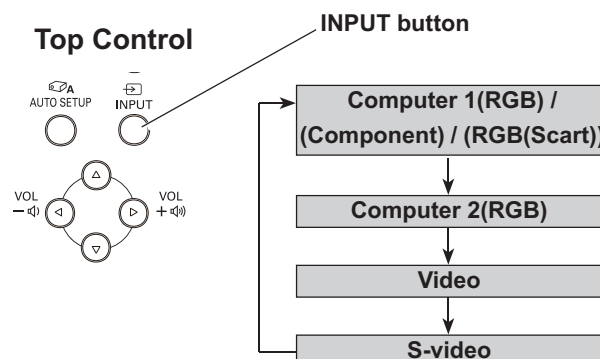 Top Control
INPUT button
A
AUTO SETUP
INPUT
VOL
−
VOL
+
Computer 1(RGB) /
(Component) / (RGB(Scart))
Computer 2(RGB)
Video
S-video